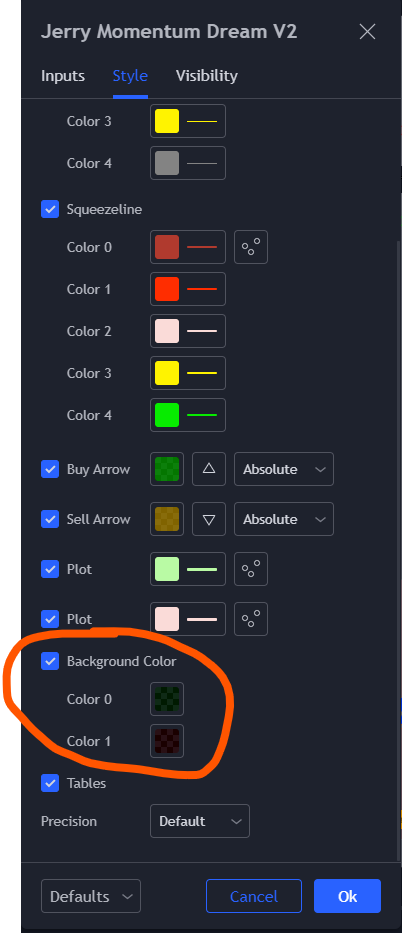 Jerry Momentum Dream V2
Inputs Style Visibility
Color 3
Color 4
Squeezeline
Color 0
Color 1
Color 2
Color 3
Color 4
Buy Arrow Absolute
Sell Arrow Absolute
Plot
Plot
Background Color
Color 0
Color 1
Tables
Precision Default
Defaults Cancel Ok